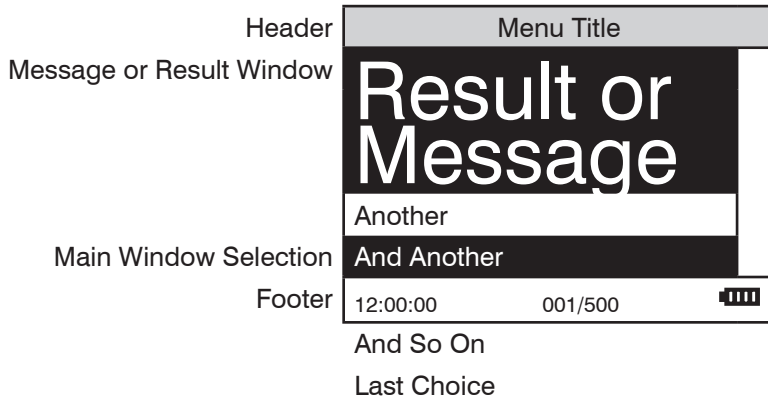 Header
Menu Title
Message or Result Window
Result or
Message
Another
Main Window Selection
And Another
Footer
12:00:00 001/500
And So On
Last Choice